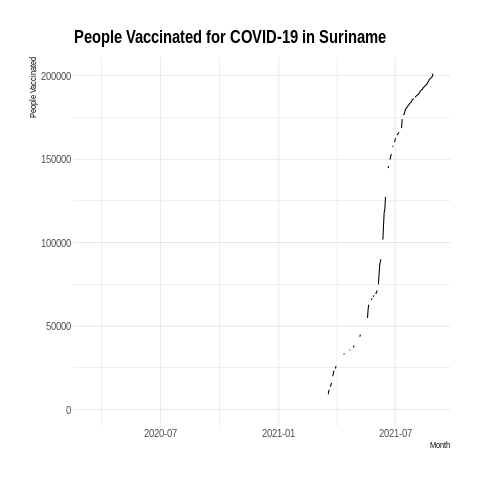 People Vaccinated for COVID-19 in Suriname
People Vaccinated
200000
150000
100000
50000
0
2020-07
2021-01
2021-07
Month